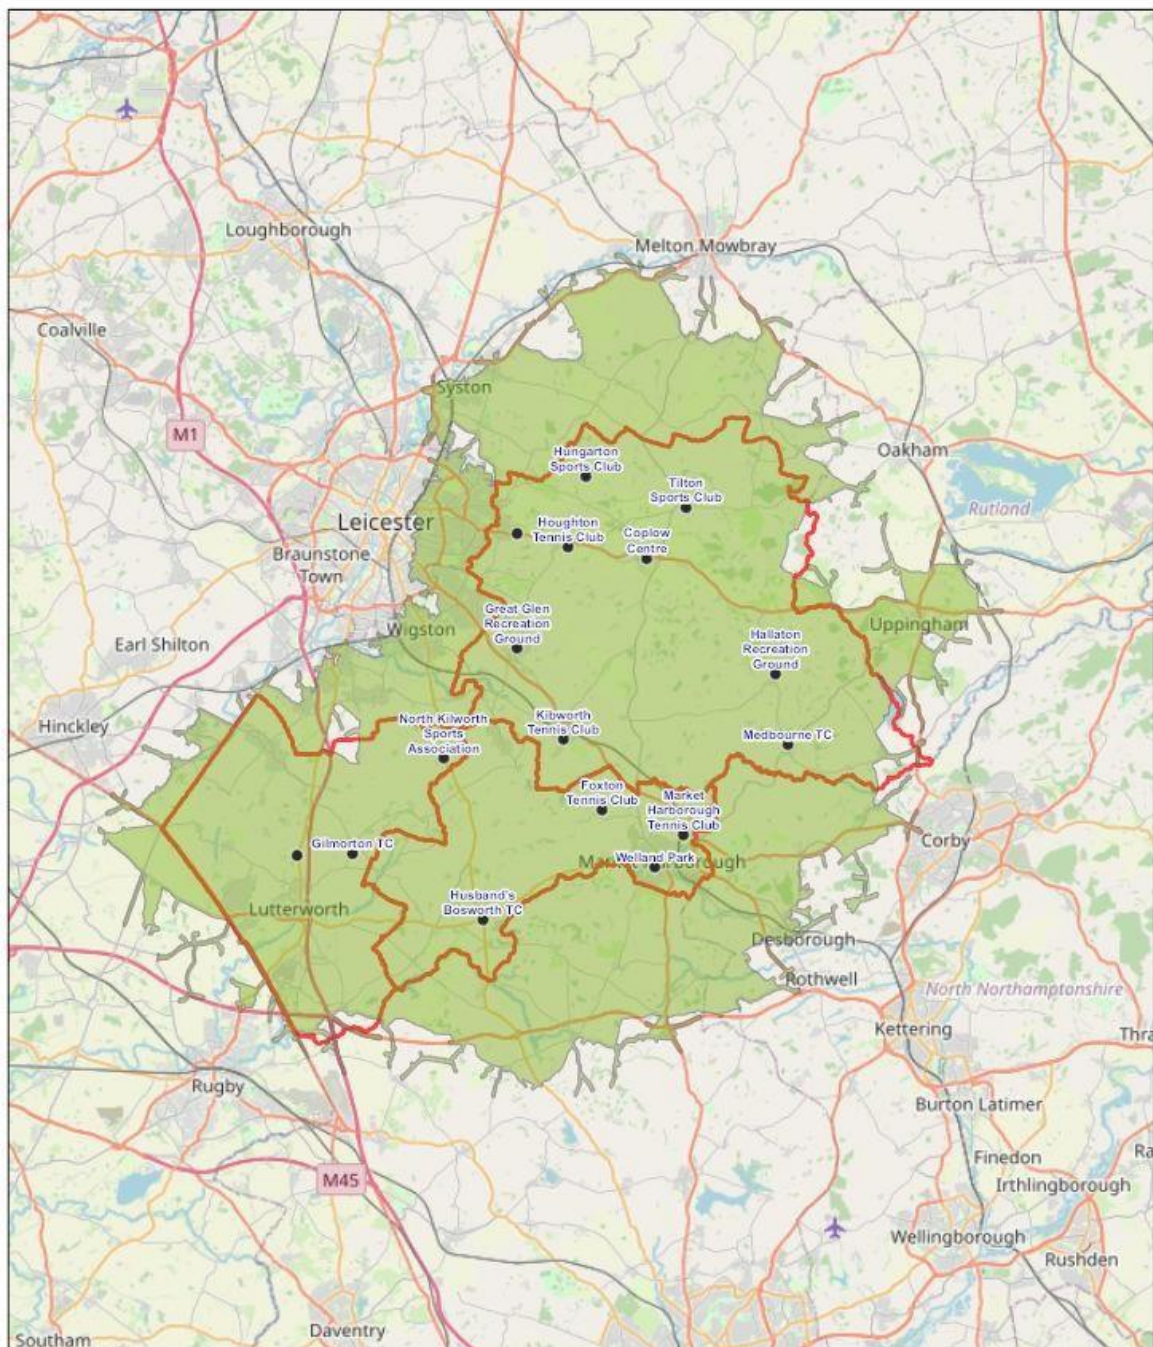 Loughborough
Melton Mowbray
Coalville
Syston
M1
Oakham
Hungarton
Sports Club
Tilton
Sports Club
Rutland
Leicester
Houghton
Tennis Club
Coplow
Centre
Braunstone
Town
Great Glen
Recreation
Ground
Wigston
Uppingham
Earl Shilton
Hallaton
Recreation
Ground
Hinckley
North Kilworth
Sports
Association
Kibworth
Tennis Club
Medbourne TC
Foxton
Tennis Club
Market
Harborough
Tennis Club
Corby
Gilmorton TC
Welland Park
Lutterworth
Husband's
Bosworth TC
Desborough
Rothwell
North Northamptonshire
Kettering
Rugby
Burton Latimer
Finedon
Irthlingborough
M45
Wellingborough
Rushden
Daventry
Southam